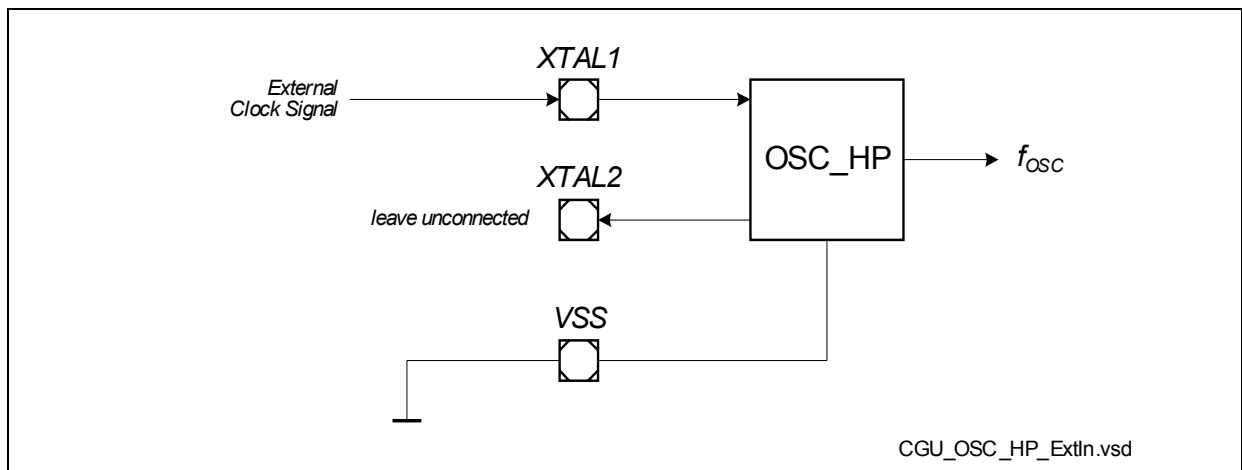 XTAL1
External
Clock Signal
OSC_HP
fOSC
XTAL2
leave unconnected
VSS
CGU_OSC_HP_ExtIn.vsd